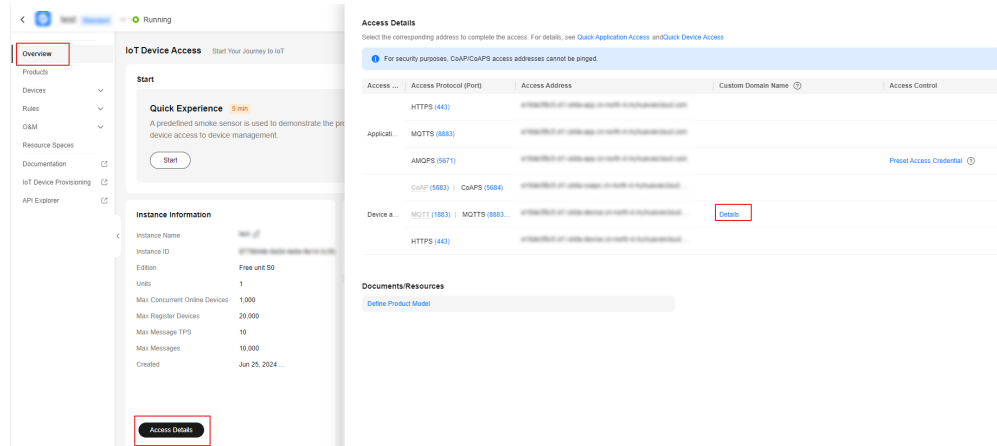 Running
Overview
Products
Devices
Rules
O&M
Resource Spaces
Documentation
IoT Device Provisioning
API Explorer
IoT Device Access Start Your Journey to IoT
Start
Quick Experience 5 min
A predefined smoke sensor is used to demonstrate the pro
device access to device management.
Start
Instance Information
Instance Name
Instance ID
Edition Free unit S0
Units 1
Max Concurrent Online Devices 1,000
Max Register Devices 20,000
Max Message TPS 10
Max Messages 10,000
Created Jun 25, 2024 ...
Access Details
Access Details
Select the corresponding address to complete the access. For details, see Quick Application Access andQuick Device Access
For security purposes, CoAP/CoAPS access addresses cannot be pinged.
Access ... Access Protocol (Port) Access Address Custom Domain Name Access Control
HTTPS (443)
Applicati... MQTTS (8883)
AMQPS (5671) Preset Access Credential
CoAP (5683) | CoAPS (5684)
Device a... MQTT (1883) | MQTTS (8883... Details
HTTPS (443)
Documents/Resources
Define Product Model